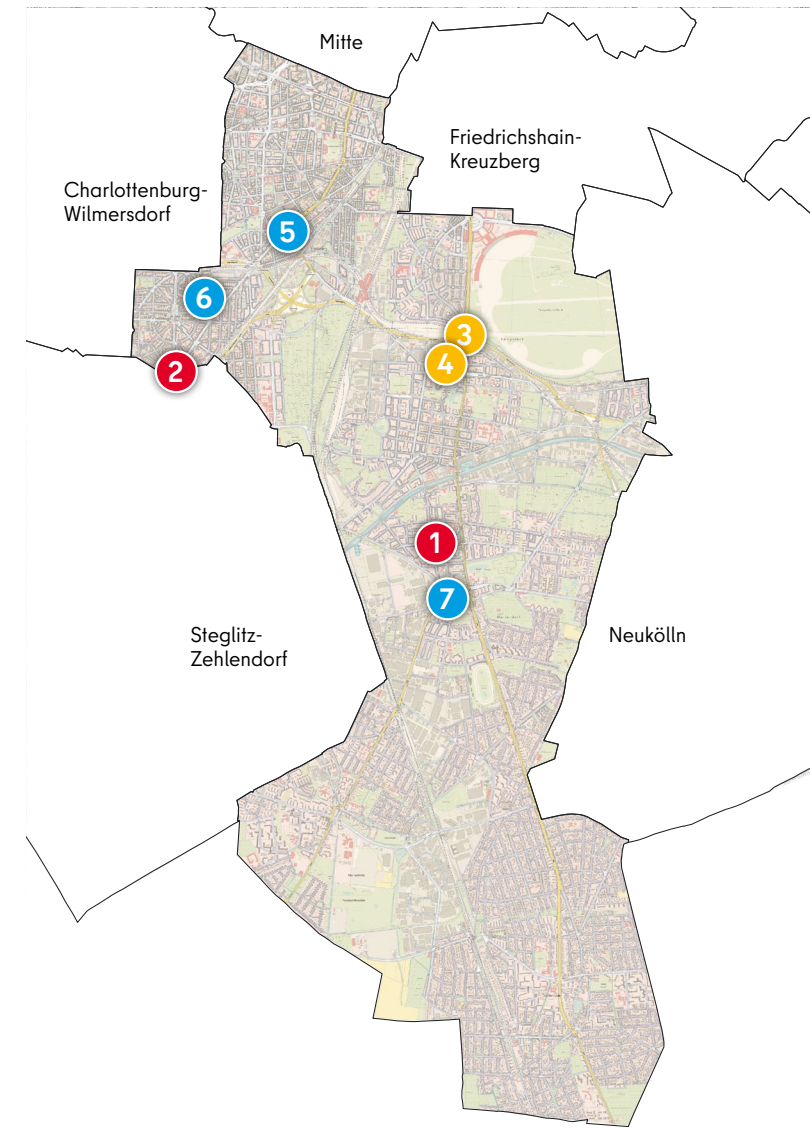 Mitte
Friedrichshain-
Kreuzberg
Charlottenburg-
Wilmersdorf
5
6
3
4
2
1
7
Steglitz-
Zehlendorf
Neukölln